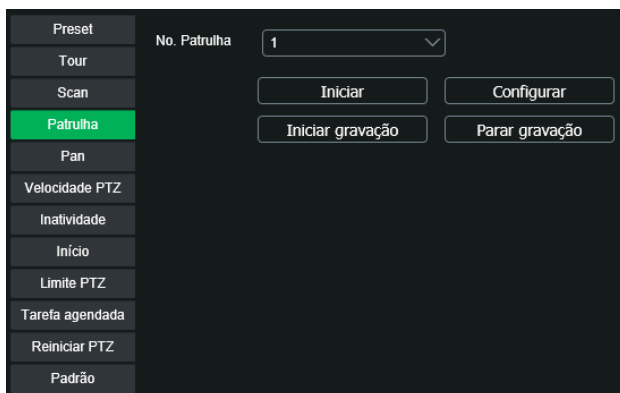 Preset
Tour
Scan
Patrulha
Pan
Velocidade PTZ
Inatividade
Início
Limite PTZ
Tarefa agendada
Reiniciar PTZ
Padrão
No. Patrulha 1
Iniciar Configurar
Iniciar gravação Parar gravação